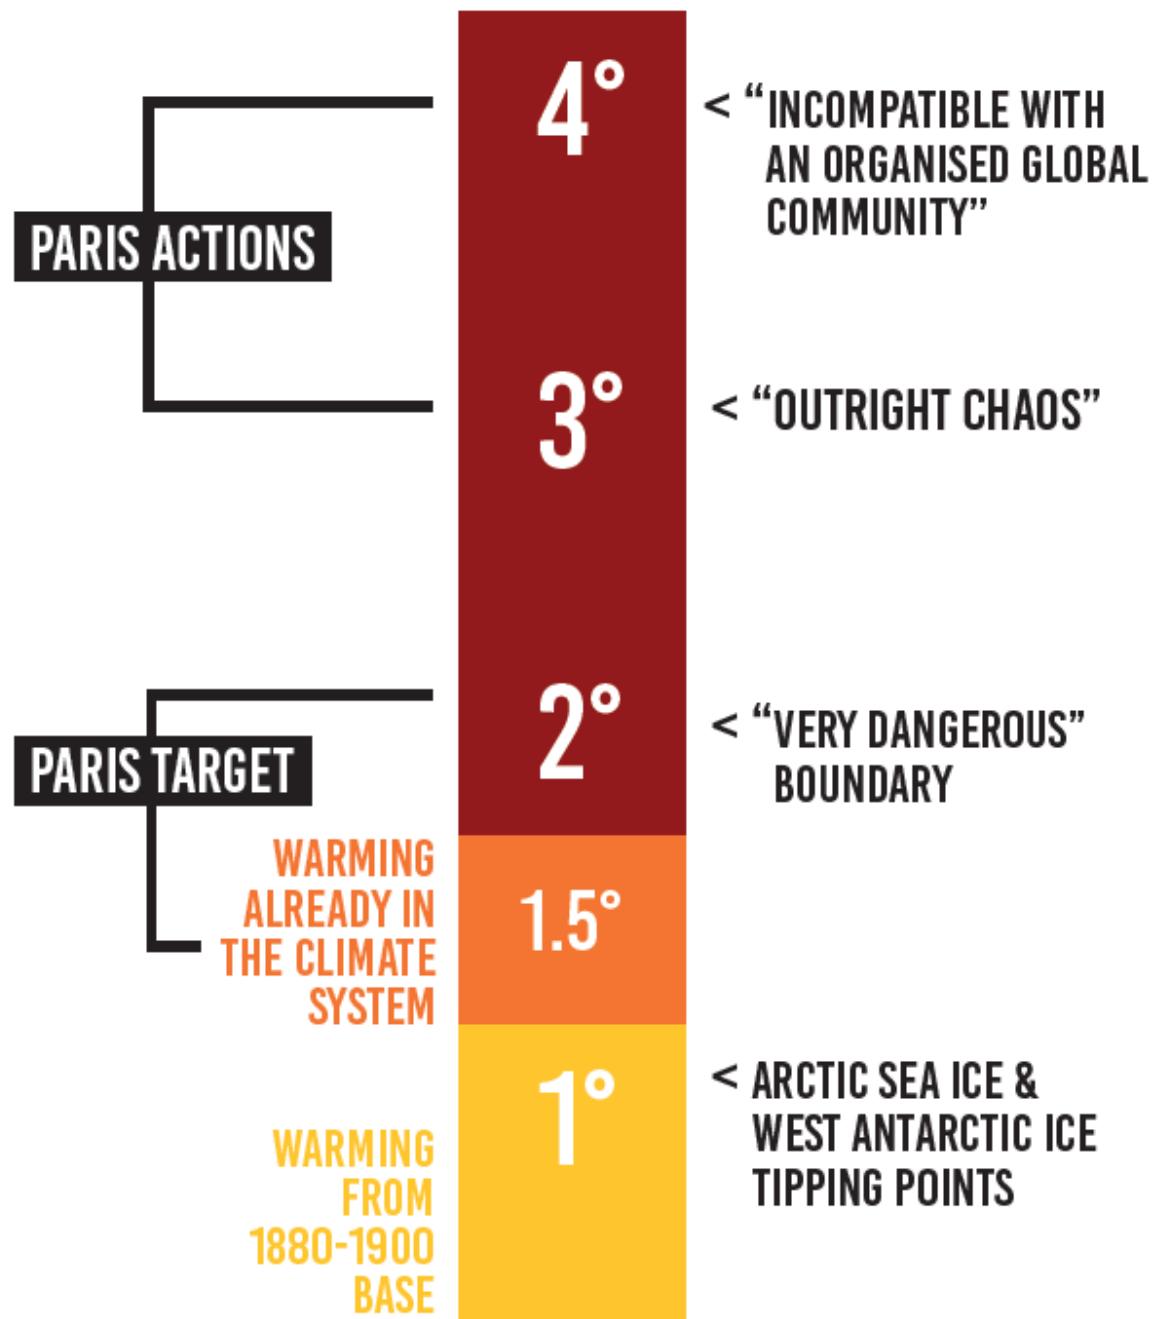 4°
< “INCOMPATIBLE WITH
AN ORGANISED GLOBAL
COMMUNITY”
PARIS ACTIONS
3°
< “OUTRIGHT CHAOS”
2°
< “VERY DANGEROUS”
BOUNDARY
PARIS TARGET
WARMING
ALREADY IN
THE CLIMATE
SYSTEM
1.5°
1°
< ARCTIC SEA ICE &
WEST ANTARCTIC ICE
TIPPING POINTS
WARMING
FROM
1880-1900
BASE